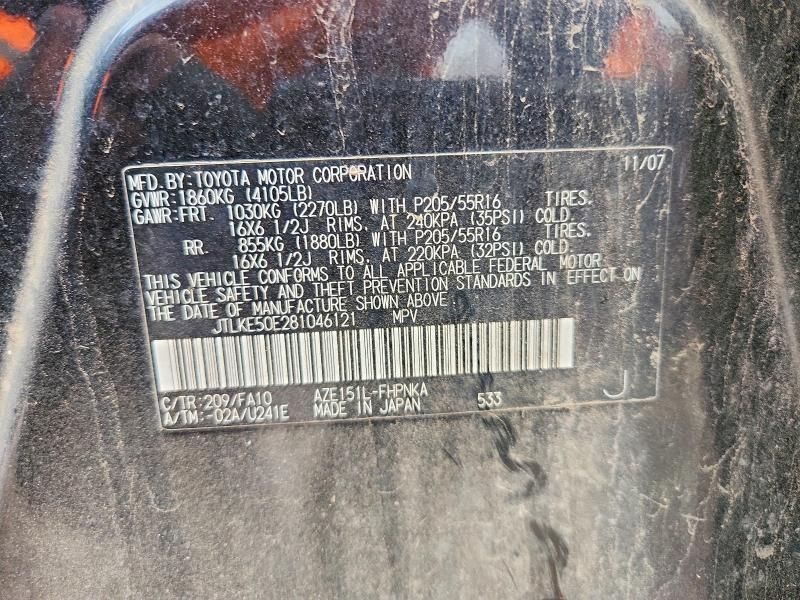 MFD.BY:TOYOTA MOTOR CORPORATION 11/07
GVWR:1860KG (4105LB)
GAWR:FRT. 1030KG (2270LB) WITH P205/55R16 TIRES,
16X6 1/2J RIMS, AT 240KPA (35PSI) COLD.
RR. 855KG (1880LB) WITH P205/55R16 TIRES,
16X6 1/2J RIMS, AT 220KPA (32PSI) COLD.
THIS VEHICLE CONFORMS TO ALL APPLICABLE FEDERAL MOTOR
VEHICLE SAFETY AND THEFT PREVENTION STANDARDS IN EFFECT ON
THE DATE OF MANUFACTURE SHOWN ABOVE.
JTLKE50E281046121 MPV
C/TR:209/FA10 AZE151L-FHPNKA
A/TM:-02A/U241E MADE IN JAPAN 533 J